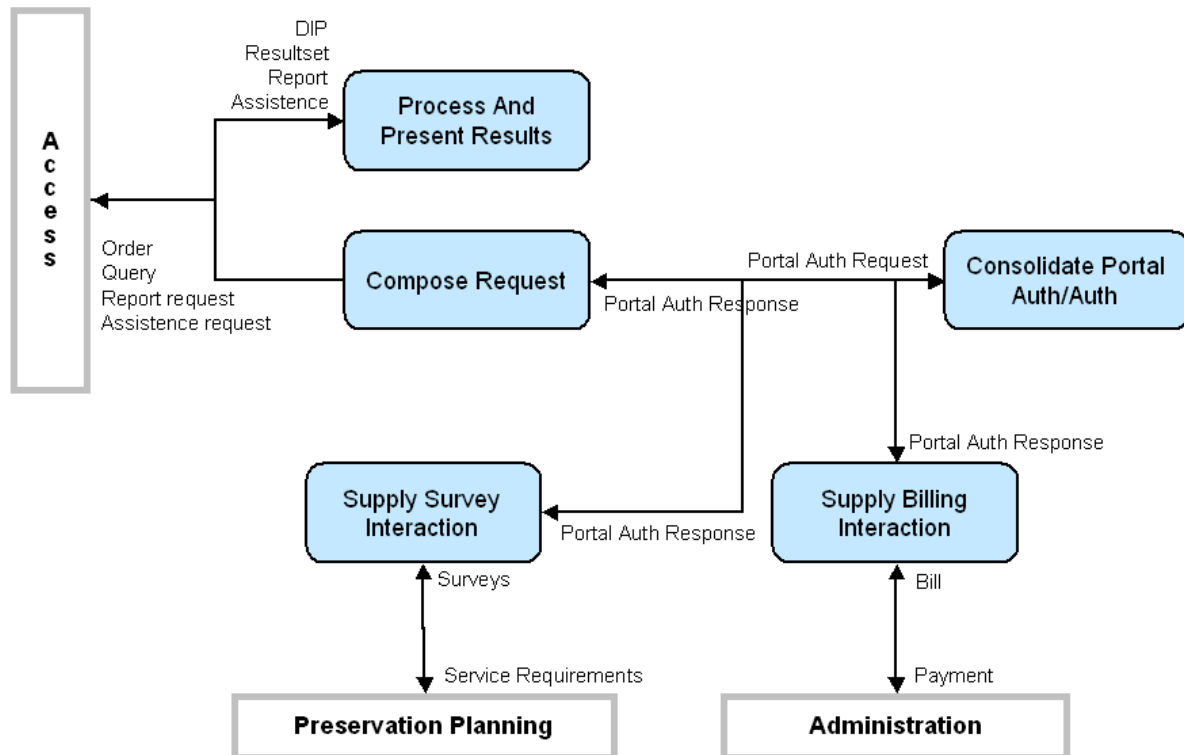 Access
DIP
Resultset
Report
Assistence
Process And
Present Results
Order
Query
Report request
Assistence request
Compose Request
Portal Auth Request
Portal Auth Response
Consolidate Portal
Auth/Auth
Portal Auth Response
Supply Survey
Interaction
Portal Auth Response
Supply Billing
Interaction
Surveys
Bill
Service Requirements
Payment
Preservation Planning
Administration